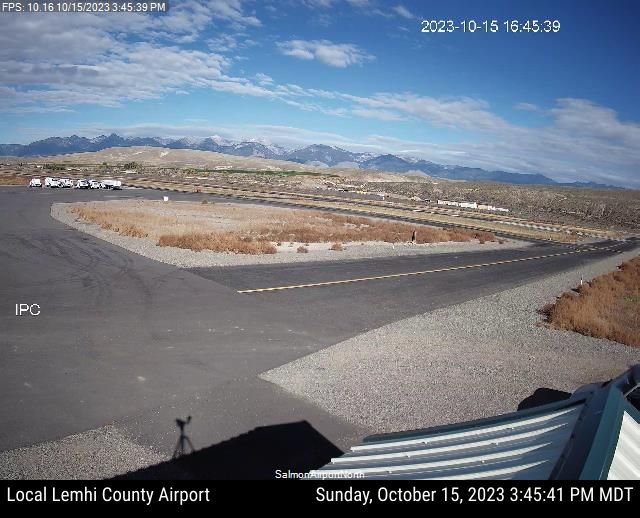 FPS: 10.16 10/15/2023 3:45:39 PM
2023-10-15 16:45:39
IPC
SalmonAirportNorth
Local Lemhi County Airport
Sunday, October 15, 2023 3:45:41 PM MDT